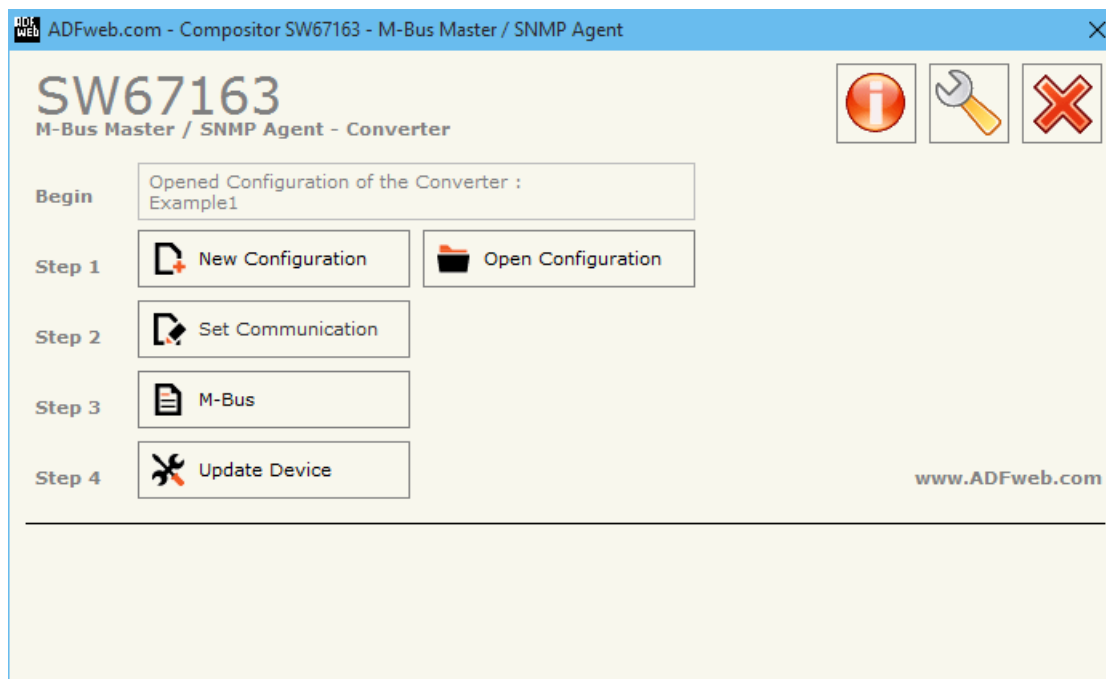 ADF
WEB
ADFweb.com - Compositor SW67163 - M-Bus Master / SNMP Agent
SW67163
M-Bus Master / SNMP Agent - Converter
Begin
Opened Configuration of the Converter :
Example1
Step 1
New Configuration
Open Configuration
Step 2
Set Communication
Step 3
M-Bus
Step 4
Update Device
www.ADFweb.com